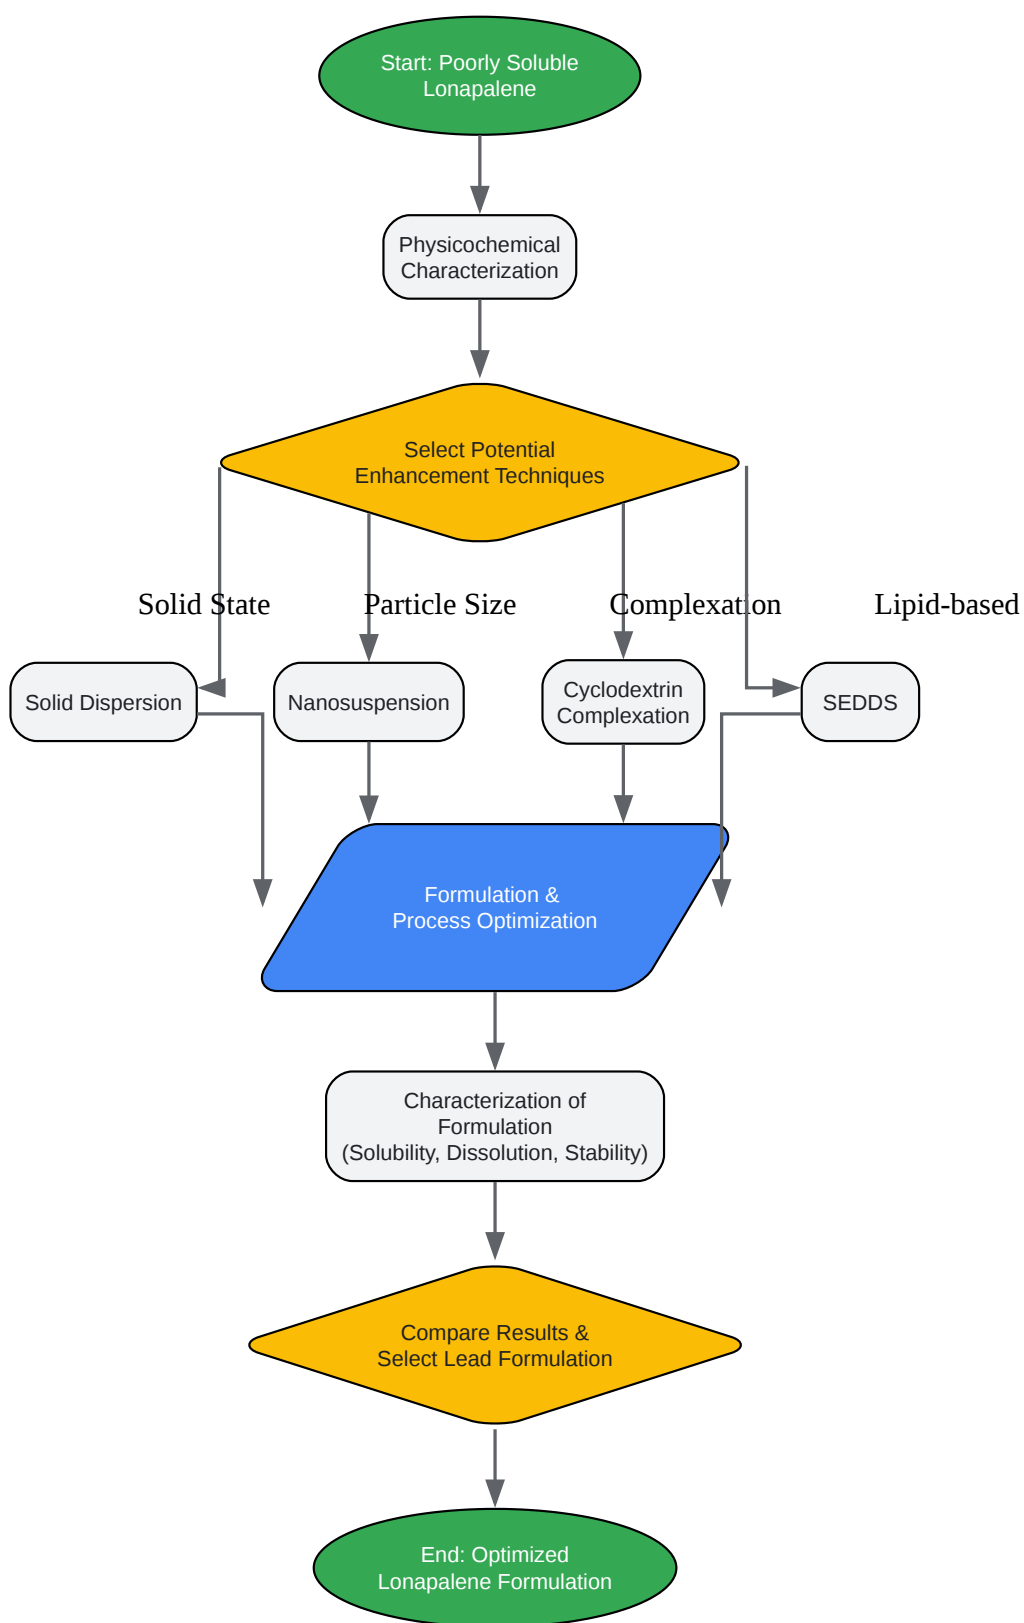 Start: Poorly Soluble
Lonapalene
Physicochemical
Characterization
Select Potential
Enhancement Techniques
Solid State
Particle Size
Complexation
Lipid-based
Solid Dispersion
Nanosuspension
Cyclodextrin
Complexation
SEDDS
Formulation &
Process Optimization
Characterization of
Formulation
(Solubility, Dissolution, Stability)
Compare Results &
Select Lead Formulation
End: Optimized
Lonapalene Formulation